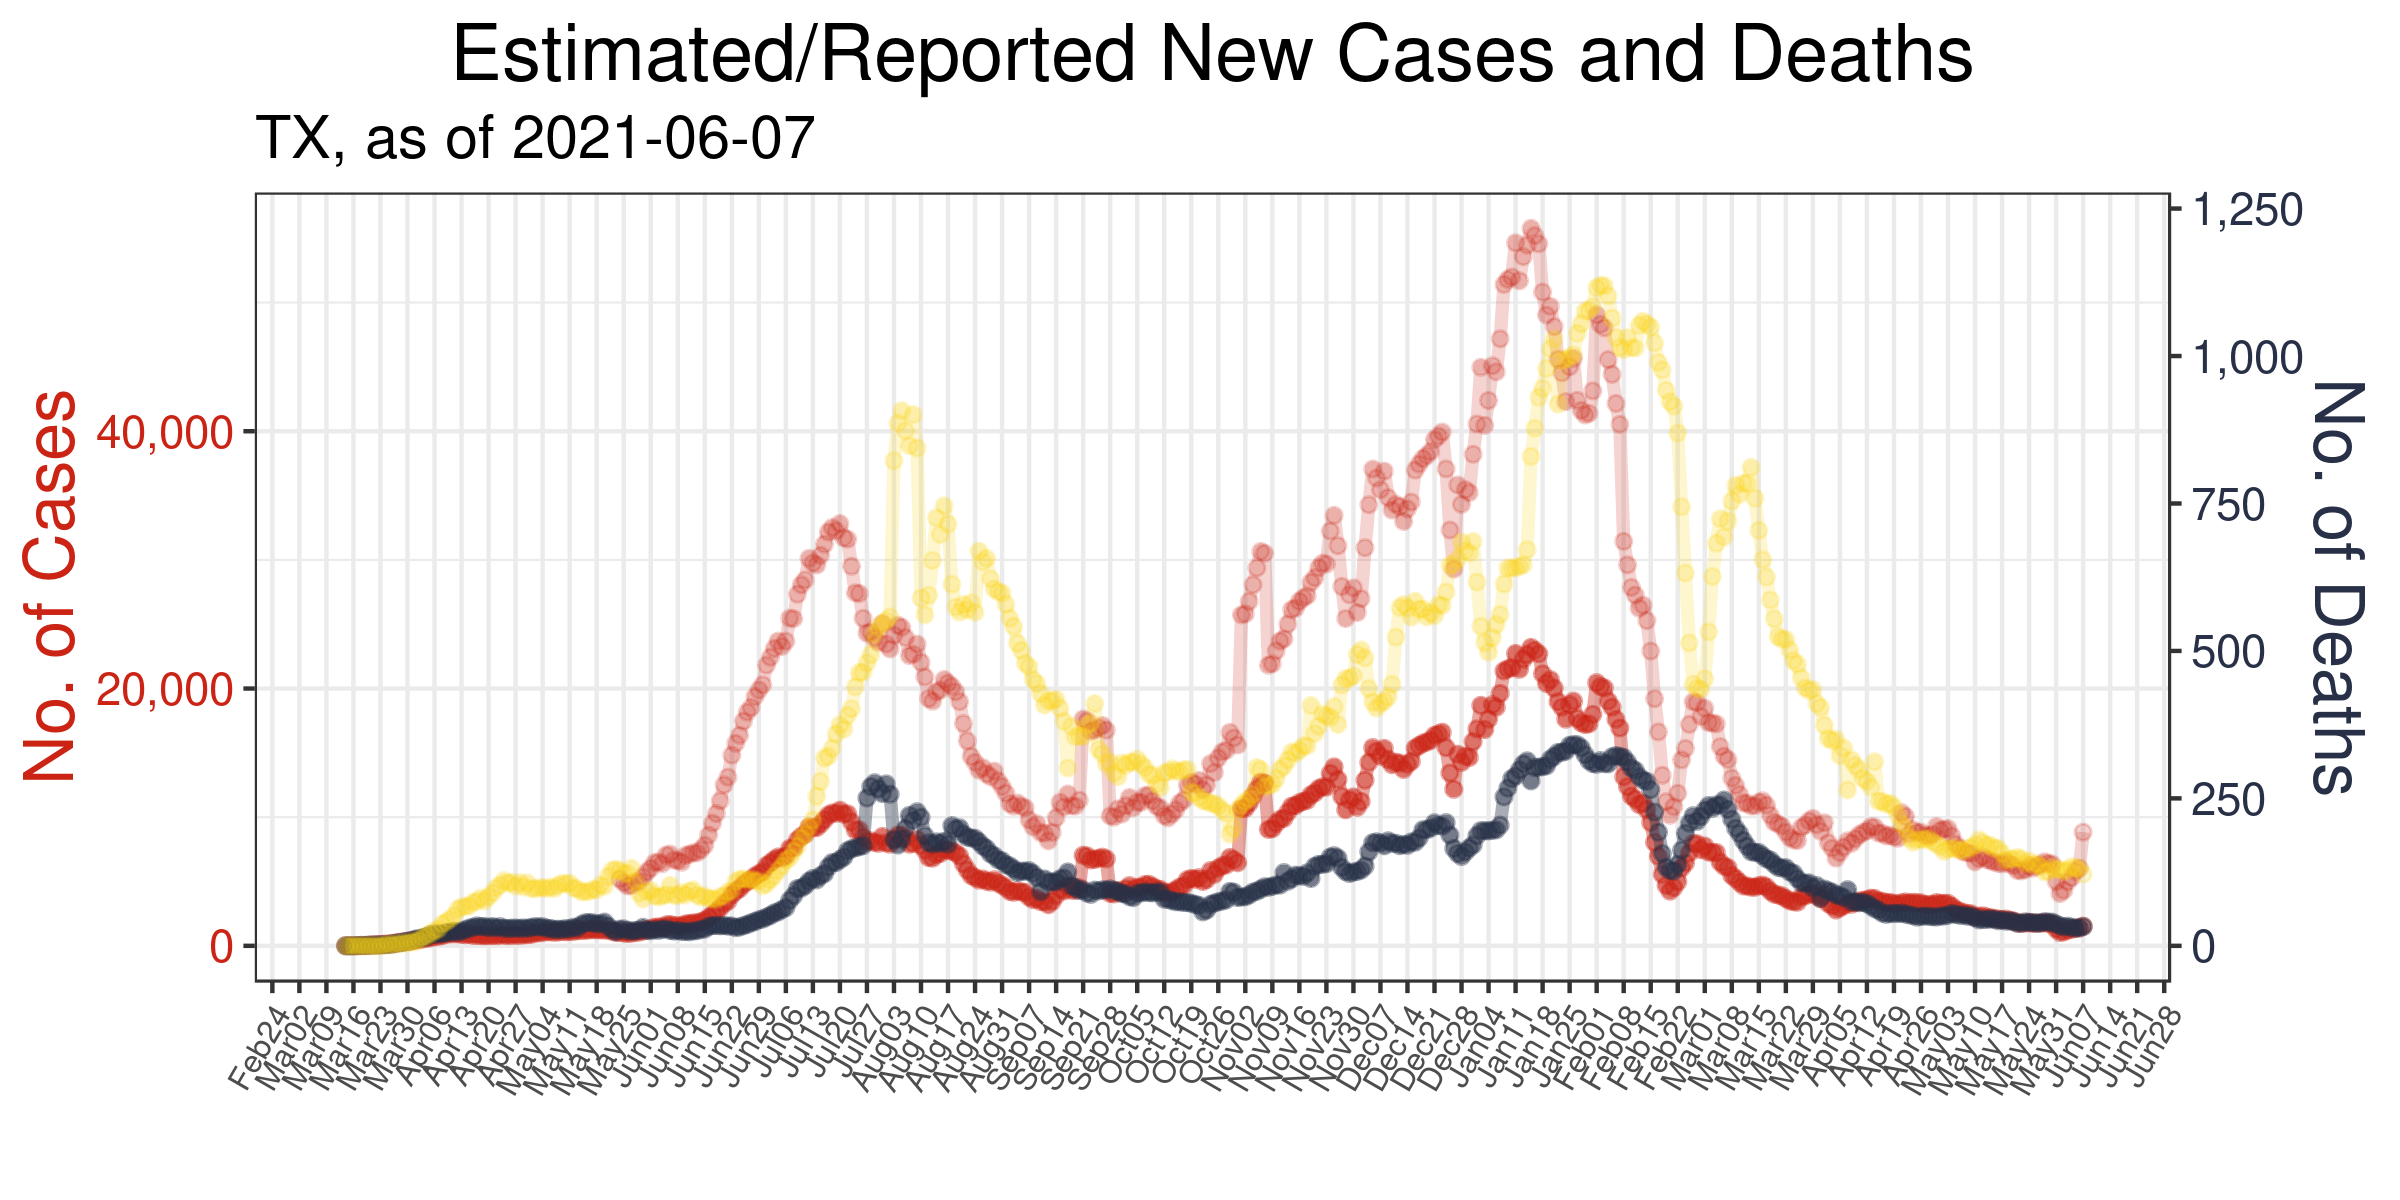 Estimated/Reported New Cases and Deaths
TX, as of 2021-06-07
No. of Cases
40,000
20,000
0
1,250
1,000
750
500
250
0
No. of Deaths
Feb24
Mar02
Mar09
Mar16
Mar23
Mar30
Apr06
Apr13
Apr20
Apr27
May04
May11
May18
May25
Jun01
Jun08
Jun15
Jun22
Jun29
Jul06
Jul13
Jul20
Jul27
Aug03
Aug10
Aug17
Aug24
Aug31
Sep07
Sep14
Sep21
Sep28
Oct05
Oct12
Oct19
Oct26
Nov02
Nov09
Nov16
Nov23
Nov30
Dec07
Dec14
Dec21
Dec28
Jan04
Jan11
Jan18
Jan25
Feb01
Feb08
Feb15
Feb22
Mar01
Mar08
Mar15
Mar22
Mar29
Apr05
Apr12
Apr19
Apr26
May03
May10
May17
May24
May31
Jun07
Jun14
Jun21
Jun28